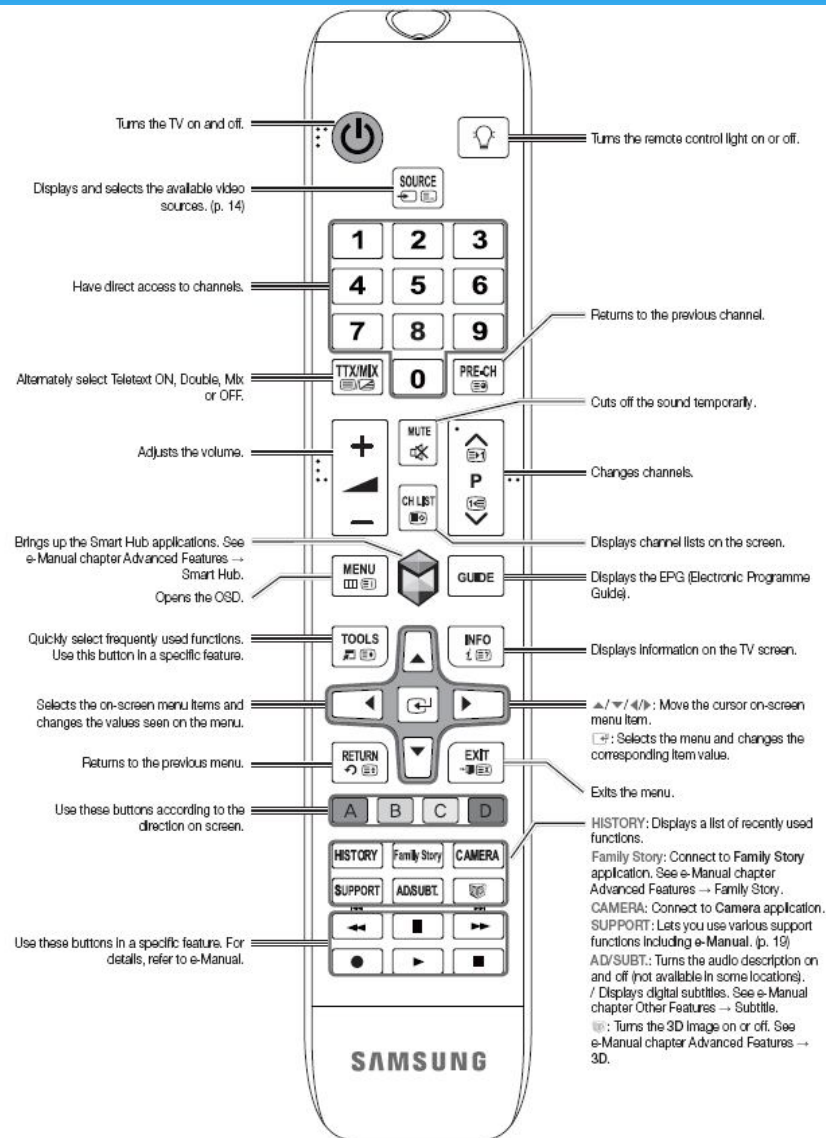 Turns the TV on and off.
Turns the remote control light on or off.
SOURCE
Displays and selects the available video
sources. (p. 14)
1 2 3
4 5 6
7 8 9
0
Have direct access to channels.
Returns to the previous channel.
TTX/MIX
PRE-CH
Alternately select Teletext ON, Double, Mix
or OFF.
Cuts off the sound temporarily.
MUTE
Adjusts the volume.
P
Changes channels.
CH LIST
Displays channel lists on the screen.
Brings up the Smart Hub applications. See
e-Manual chapter Advanced Features →
Smart Hub.
MENU
GUIDE
Opens the OSD.
Displays the EPG (Electronic Programme
Guide).
Quickly select frequently used functions.
Use this button in a specific feature.
TOOLS
INFO
Displays information on the TV screen.
Selects the on-screen menu items and
changes the values seen on the menu.
▲/▼/◀/▶: Move the cursor on-screen
menu item.
: Selects the menu and changes the
corresponding item value.
Returns to the previous menu.
RETURN
EXIT
Exits the menu.
Use these buttons according to the
direction on screen.
A B C D
HISTORY Family Story CAMERA
SUPPORT AD/SUBT.
HISTORY: Displays a list of recently used
functions.
Family Story: Connect to Family Story
application. See e-Manual chapter
Advanced Features → Family Story.
CAMERA: Connect to Camera application.
SUPPORT: Lets you use various support
functions including e-Manual. (p. 19)
AD/SUBT.: Turns the audio description on
and off (not available in some locations).
/ Displays digital subtitles. See e-Manual
chapter Other Features → Subtitle.
: Turns the 3D image on or off. See
e-Manual chapter Advanced Features →
3D.
Use these buttons in a specific feature. For
details, refer to e-Manual.
SAMSUNG